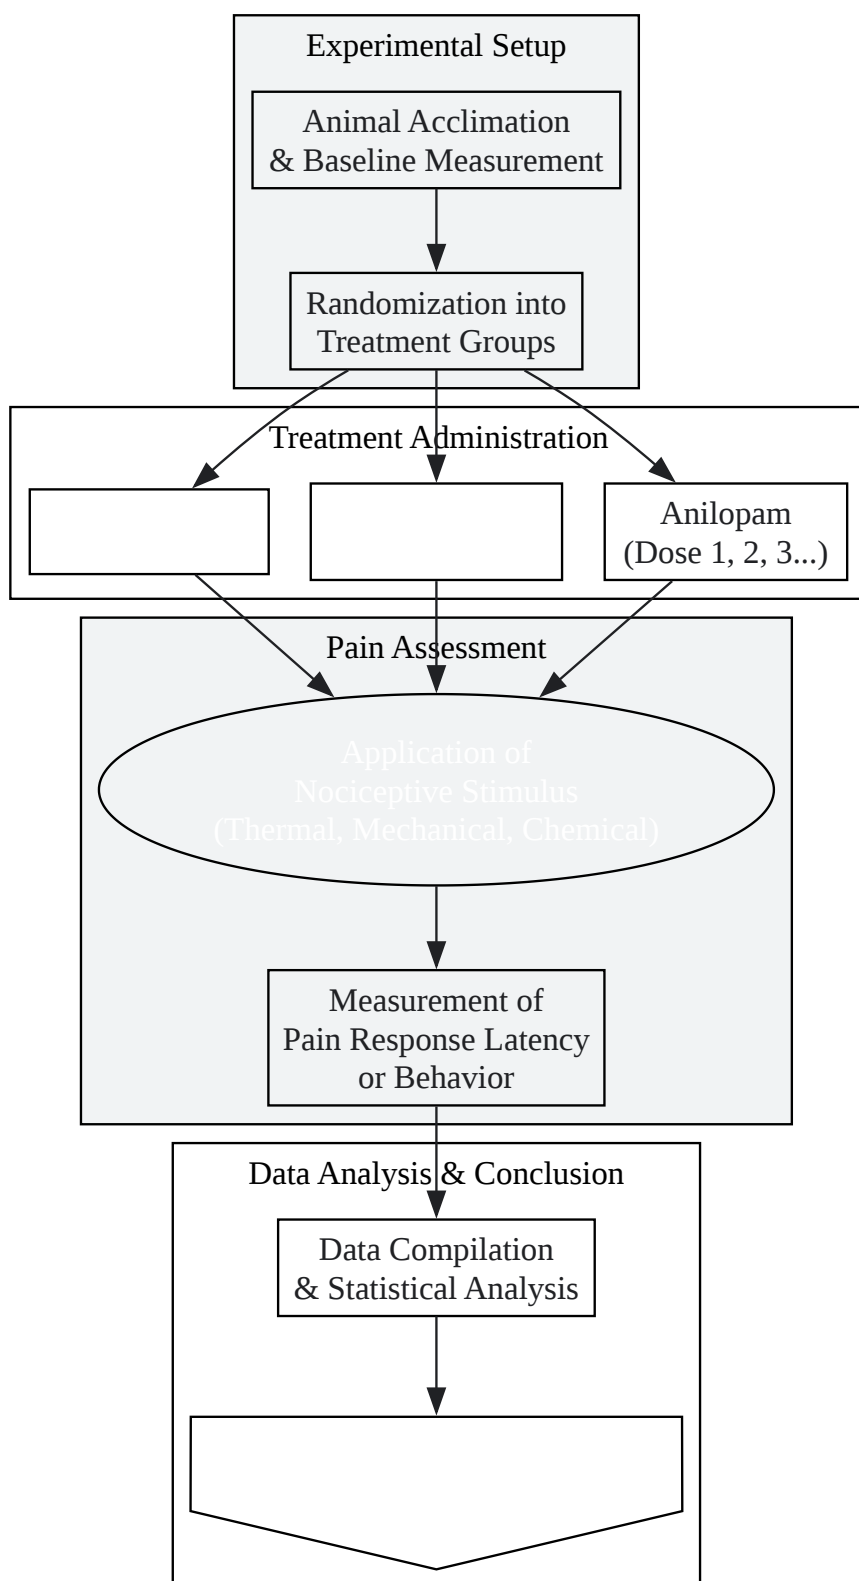 Experimental Setup
Animal Acclimation
& Baseline Measurement
Randomization into
Treatment Groups
Treatment Administration
Anilopam
(Dose 1, 2, 3...)
Pain Assessment
Application of
Nociceptive Stimulus
(Thermal, Mechanical, Chemical)
Measurement of
Pain Response Latency
or Behavior
Data Analysis & Conclusion
Data Compilation
& Statistical Analysis